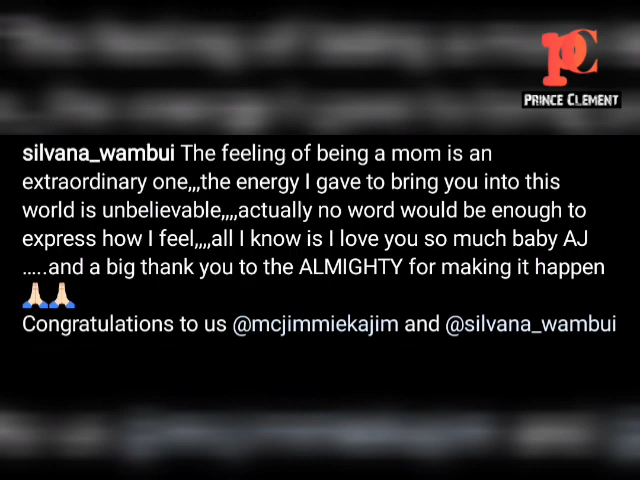 PC
PRINCE CLEMENT
silvana_wambui The feeling of being a mom is an
extraordinary one,,,the energy I gave to bring you into this
world is unbelievable,,,,actually no word would be enough to
express how I feel,,,,all I know is I love you so much baby AJ
.....and a big thank you to the ALMIGHTY for making it happen
🙏🏻🙏🏻
Congratulations to us @mcjimmiekajim and @silvana_wambui